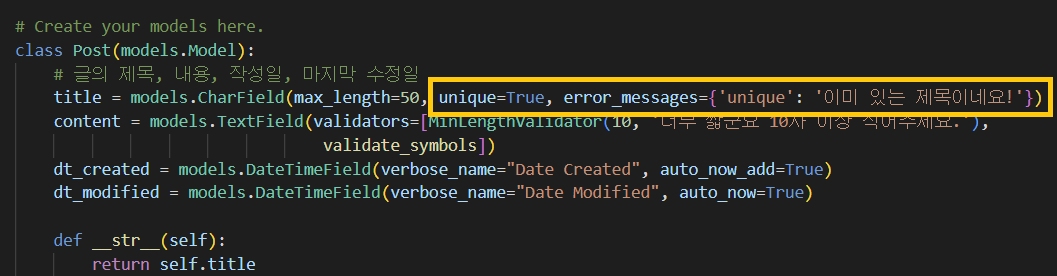 # Create your models here.
class Post(models.Model):
# 글의 제목, 내용, 작성일, 마지막 수정일
title = models.CharField(max_length=50, unique=True, error_messages={'unique': '이미 있는 제목이네요!'})
content = models.TextField(validators=[MinLengthValidator(10, '너무 짧군요 10자 이상 적어주세요.'),
validate_symbols])
dt_created = models.DateTimeField(verbose_name="Date Created", auto_now_add=True)
dt_modified = models.DateTimeField(verbose_name="Date Modified", auto_now=True)
def __str__(self):
return self.title